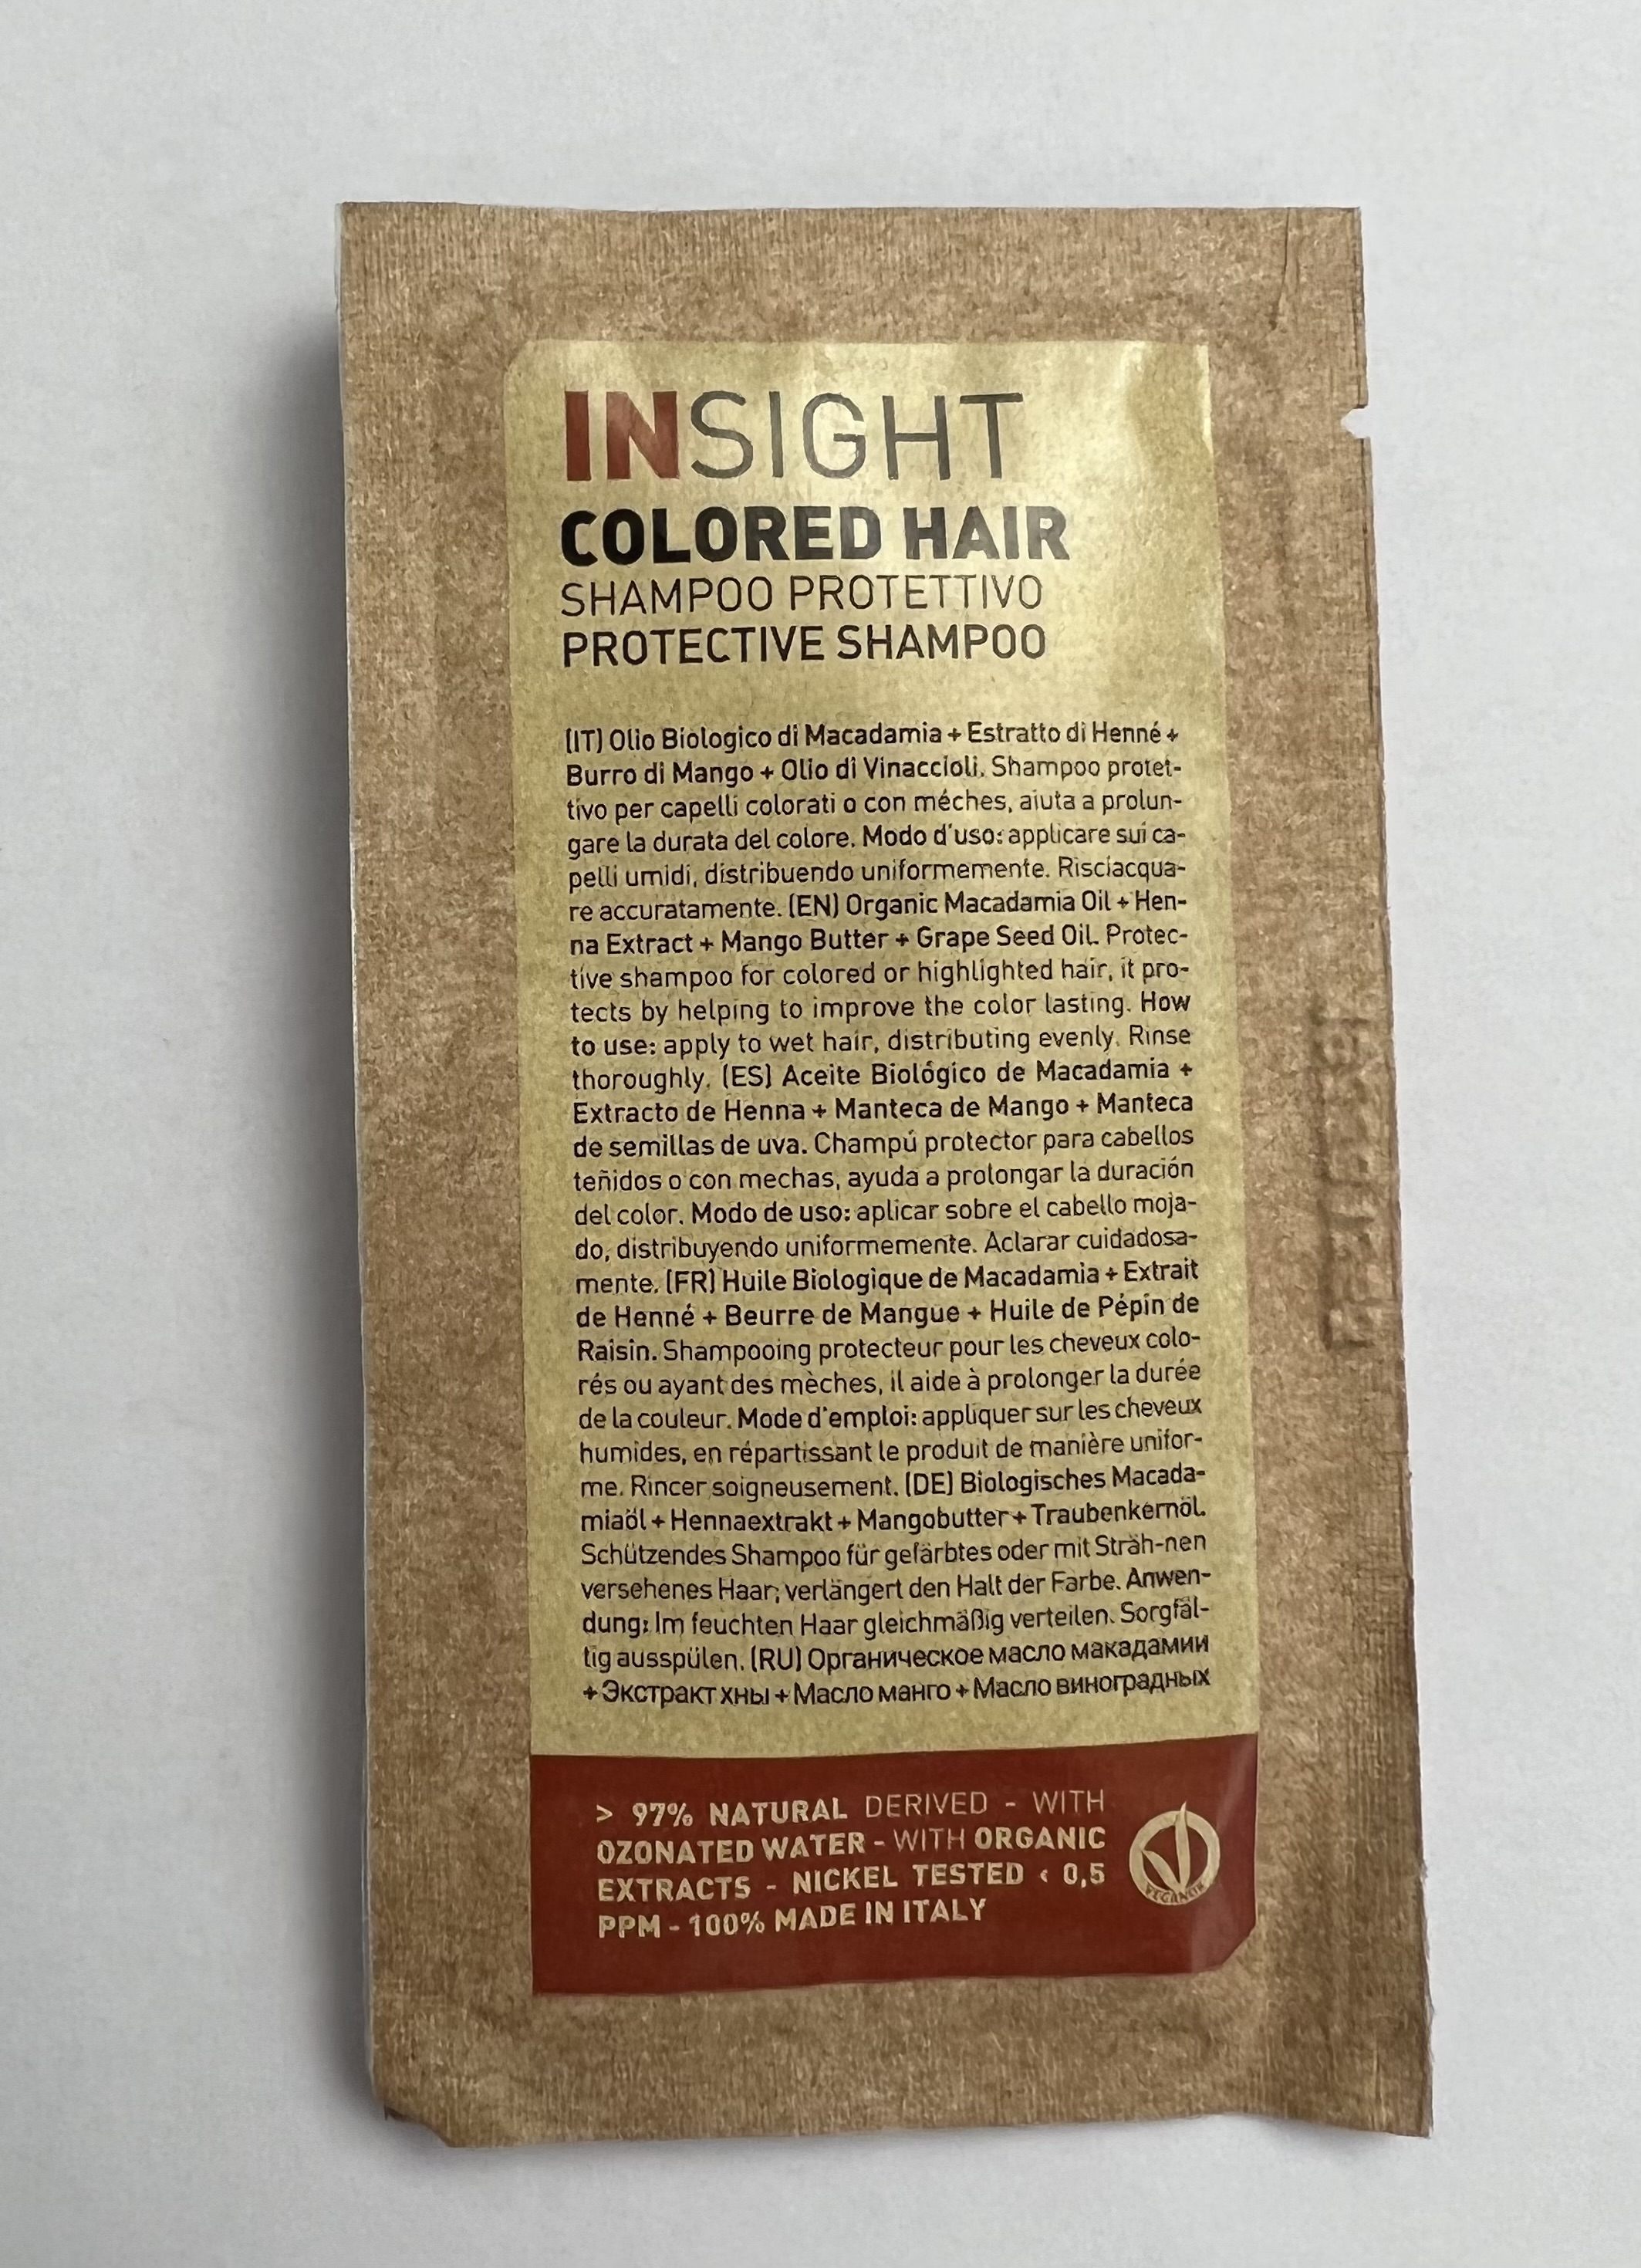 INSIGHT
COLORED HAIR
SHAMPOO PROTETTIVO
PROTECTIVE SHAMPOO
(IT) Olio Biologico di Macadamia + Estratto di Henné +
Burro di Mango + Olio di Vinaccioli. Shampoo protet-
tivo per capelli colorati o con méches, aiuta a prolun-
gare la durata del colore. Modo d'uso: applicare sui ca-
pelli umidi, distribuendo uniformemente. Risciacqua-
re accuratamente. (EN) Organic Macadamia Oil + Hen-
na Extract + Mango Butter + Grape Seed Oil. Protec-
tive shampoo for colored or highlighted hair, it pro-
tects by helping to improve the color lasting. How
to use: apply to wet hair, distributing evenly. Rinse
thoroughly. (ES) Aceite Biológico de Macadamia +
Extracto de Henna + Manteca de Mango + Manteca
de semillas de uva. Champú protector para cabellos
teñidos o con mechas, ayuda a prolongar la duración
del color. Modo de uso: aplicar sobre el cabello moja-
do, distribuyendo uniformemente. Aclarar cuidadosa-
mente. (FR) Huile Biologique de Macadamia + Extrait
de Henné + Beurre de Mangue + Huile de Pépin de
Raisin. Shampooing protecteur pour les cheveux colo-
rés ou ayant des mèches, il aide à prolonger la durée
de la couleur. Mode d'emploi: appliquer sur les cheveux
humides, en répartissant le produit de manière unifor-
me. Rincer soigneusement. (DE) Biologisches Macada-
miaöl + Hennaextrakt + Mangobutter + Traubenkernöl.
Schützendes Shampoo für gefärbtes oder mit Sträh-nen
versehenes Haar; verlängert den Halt der Farbe. Anwen-
dung: Im feuchten Haar gleichmäßig verteilen. Sorgfäl-
tig ausspülen. (RU) Органическое масло макадамии
+ Экстракт хны + Масло манго + Масло виноградных
> 97% NATURAL DERIVED - WITH
OZONATED WATER - WITH ORGANIC
EXTRACTS - NICKEL TESTED < 0,5
PPM - 100% MADE IN ITALY
VEGANOK